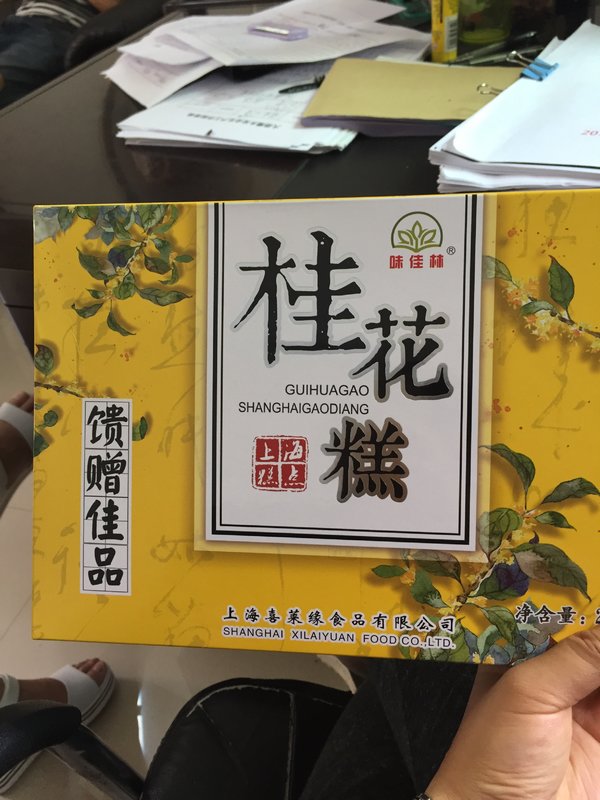 味佳林®
桂花糕
GUIHUAGAO
SHANGHAIGAODIANG
上海
糕点
馈赠佳品
上海喜莱缘食品有限公司
SHANGHAI XILAIYUAN FOOD CO.,LTD.
净含量: